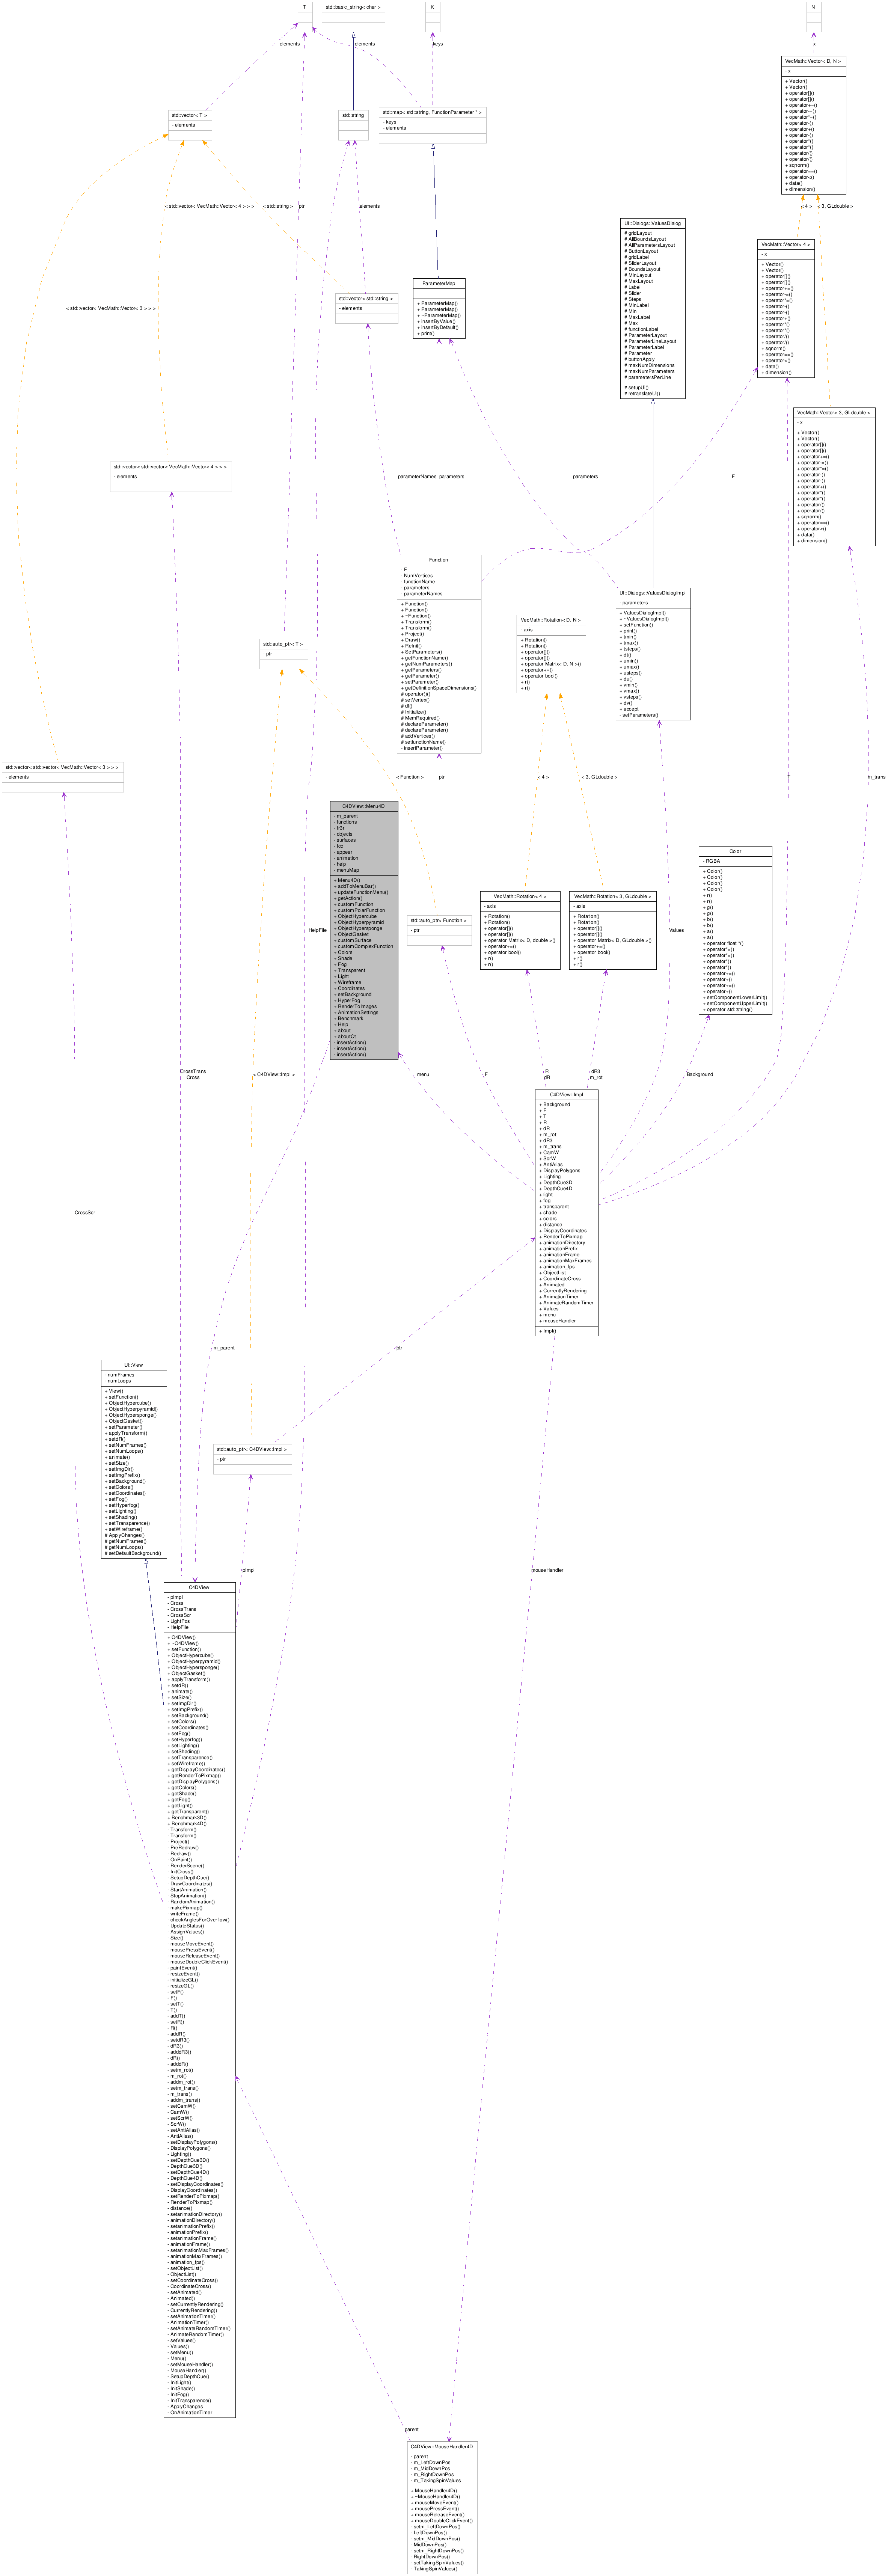 T
std::basic_string< char >
K
N
elements
elements
keys
x
VecMath::Vector< D, N >
- x
+ Vector()
+ Vector()
+ operator[]()
+ operator[]()
+ operator+=()
+ operator-=()
+ operator*=()
+ operator-()
+ operator+()
+ operator-()
+ operator*()
+ operator*()
+ operator/()
+ operator/()
+ sqnorm()
+ operator==()
+ operator<()
+ data()
+ dimension()
std::vector< T >
- elements
std::string
std::map< std::string, FunctionParameter * >
- keys
- elements
< std::vector< VecMath::Vector< 4 > > >
< std::string >
ptr
elements
< 4 >
< 3, GLdouble >
UI::Dialogs::ValuesDialog
# gridLayout
# AllBoundsLayout
# AllParametersLayout
# ButtonLayout
# gridLabel
# SliderLayout
# BoundsLayout
# MinLayout
# MaxLayout
# Label
# Slider
# Steps
# MinLabel
# Min
# MaxLabel
# Max
# functionLabel
# ParameterLayout
# ParameterLineLayout
# ParameterLabel
# Parameter
# buttonApply
# maxNumDimensions
# maxNumParameters
# parametersPerLine
# setupUi()
# retranslateUi()
VecMath::Vector< 4 >
- x
+ Vector()
+ Vector()
+ operator[]()
+ operator[]()
+ operator+=()
+ operator-=()
+ operator*=()
+ operator-()
+ operator-()
+ operator+()
+ operator*()
+ operator*()
+ operator/()
+ operator/()
+ sqnorm()
+ operator==()
+ operator<()
+ data()
+ dimension()
ParameterMap
+ ParameterMap()
+ ParameterMap()
+ ~ParameterMap()
+ insertByValue()
+ insertByDefault()
+ print()
std::vector< std::string >
- elements
< std::vector< VecMath::Vector< 3 > > >
VecMath::Vector< 3, GLdouble >
- x
+ Vector()
+ Vector()
+ operator[]()
+ operator[]()
+ operator+=()
+ operator-=()
+ operator*=()
+ operator-()
+ operator-()
+ operator+()
+ operator*()
+ operator*()
+ operator/()
+ operator/()
+ sqnorm()
+ operator==()
+ operator<()
+ data()
+ dimension()
std::vector< std::vector< VecMath::Vector< 4 > > >
- elements
parameterNames
parameters
parameters
F
Function
- F
- NumVertices
- functionName
- parameters
- parameterNames
+ Function()
+ Function()
+ ~Function()
+ Transform()
+ Transform()
+ Project()
+ Draw()
+ ReInit()
+ SetParameters()
+ getFunctionName()
+ getNumParameters()
+ getParameters()
+ getParameter()
+ setParameter()
+ getDefinitionSpaceDimensions()
# operator()()
# setVertex()
# df()
# Initialize()
# MemRequired()
# declareParameter()
# declareParameter()
# addVertices()
# setfunctionName()
- insertParameter()
UI::Dialogs::ValuesDialogImpl
- parameters
+ ValuesDialogImpl()
+ ~ValuesDialogImpl()
+ setFunction()
+ print()
+ tmin()
+ tmax()
+ tsteps()
+ dt()
+ umin()
+ umax()
+ usteps()
+ du()
+ vmin()
+ vmax()
+ vsteps()
+ dv()
+ accept
- setParameters()
VecMath::Rotation< D, N >
- axis
+ Rotation()
+ Rotation()
+ operator[]()
+ operator[]()
+ operator Matrix< D, N >()
+ operator+=()
+ operator bool()
+ r()
+ r()
std::auto_ptr< T >
- ptr
std::vector< std::vector< VecMath::Vector< 3 > > >
- elements
< Function >
ptr
< 4 >
< 3, GLdouble >
T
m_trans
C4DView::Menu4D
- m_parent
- functions
- fr3r
- objects
- surfaces
- fcc
- appear
- animation
- help
- menuMap
+ Menu4D()
+ addToMenuBar()
+ updateFunctionMenu()
+ getAction()
+ customFunction
+ customPolarFunction
+ ObjectHypercube
+ ObjectHyperpyramid
+ ObjectHypersponge
+ ObjectGasket
+ customSurface
+ customComplexFunction
+ Colors
+ Shade
+ Fog
+ Transparent
+ Light
+ Wireframe
+ Coordinates
+ setBackground
+ HyperFog
+ RenderToImages
+ AnimationSettings
+ Benchmark
+ Help
+ about
+ aboutQt
- insertAction()
- insertAction()
- insertAction()
Color
- RGBA
+ Color()
+ Color()
+ Color()
+ Color()
+ r()
+ r()
+ g()
+ g()
+ b()
+ b()
+ a()
+ a()
+ operator float *()
+ operator*=()
+ operator*=()
+ operator*()
+ operator*()
+ operator+=()
+ operator+()
+ operator+=()
+ operator+()
+ setComponentLowerLimit()
+ setComponentUpperLimit()
+ operator std::string()
std::auto_ptr< Function >
- ptr
VecMath::Rotation< 4 >
- axis
+ Rotation()
+ Rotation()
+ operator[]()
+ operator[]()
+ operator Matrix< D, double >()
+ operator+=()
+ operator bool()
+ r()
+ r()
VecMath::Rotation< 3, GLdouble >
- axis
+ Rotation()
+ Rotation()
+ operator[]()
+ operator[]()
+ operator Matrix< D, GLdouble >()
+ operator+=()
+ operator bool()
+ r()
+ r()
HelpFile
Values
CrossTrans
Cross
< C4DView::Impl >
menu
F
R
dR
dR3
m_rot
Background
C4DView::Impl
+ Background
+ F
+ T
+ R
+ dR
+ m_rot
+ dR3
+ m_trans
+ CamW
+ ScrW
+ AntiAlias
+ DisplayPolygons
+ Lighting
+ DepthCue3D
+ DepthCue4D
+ light
+ fog
+ transparent
+ shade
+ colors
+ distance
+ DisplayCoordinates
+ RenderToPixmap
+ animationDirectory
+ animationPrefix
+ animationFrame
+ animationMaxFrames
+ animation_fps
+ ObjectList
+ CoordinateCross
+ Animated
+ CurrentlyRendering
+ AnimationTimer
+ AnimateRandomTimer
+ Values
+ menu
+ mouseHandler
+ Impl()
CrossScr
m_parent
ptr
UI::View
- numFrames
- numLoops
+ View()
+ setFunction()
+ ObjectHypercube()
+ ObjectHyperpyramid()
+ ObjectHypersponge()
+ ObjectGasket()
+ setParameter()
+ applyTransform()
+ setdR()
+ setNumFrames()
+ setNumLoops()
+ animate()
+ setSize()
+ setImgDir()
+ setImgPrefix()
+ setBackground()
+ setColors()
+ setCoordinates()
+ setFog()
+ setHyperfog()
+ setLighting()
+ setShading()
+ setTransparence()
+ setWireframe()
# ApplyChanges()
# getNumFrames()
# getNumLoops()
# setDefaultBackground()
std::auto_ptr< C4DView::Impl >
- ptr
pImpl
mouseHandler
C4DView
- pImpl
- Cross
- CrossTrans
- CrossScr
- LightPos
- HelpFile
+ C4DView()
+ ~C4DView()
+ setFunction()
+ ObjectHypercube()
+ ObjectHyperpyramid()
+ ObjectHypersponge()
+ ObjectGasket()
+ applyTransform()
+ setdR()
+ animate()
+ setSize()
+ setImgDir()
+ setImgPrefix()
+ setBackground()
+ setColors()
+ setCoordinates()
+ setFog()
+ setHyperfog()
+ setLighting()
+ setShading()
+ setTransparence()
+ setWireframe()
+ getDisplayCoordinates()
+ getRenderToPixmap()
+ getDisplayPolygons()
+ getColors()
+ getShade()
+ getFog()
+ getLight()
+ getTransparent()
+ Benchmark3D()
+ Benchmark4D()
- Transform()
- Transform()
- Project()
- PreRedraw()
- Redraw()
- OnPaint()
- RenderScene()
- InitCross()
- SetupDepthCue()
- DrawCoordinates()
- StartAnimation()
- StopAnimation()
- RandomAnimation()
- makePixmap()
- writeFrame()
- checkAnglesForOverflow()
- UpdateStatus()
- AssignValues()
- Size()
- mouseMoveEvent()
- mousePressEvent()
- mouseReleaseEvent()
- mouseDoubleClickEvent()
- paintEvent()
- resizeEvent()
- initializeGL()
- resizeGL()
- setF()
- F()
- setT()
- T()
- addT()
- setR()
- R()
- addR()
- setdR3()
- dR3()
- adddR3()
- dR()
- adddR()
- setm_rot()
- m_rot()
- addm_rot()
- setm_trans()
- m_trans()
- addm_trans()
- setCamW()
- CamW()
- setScrW()
- ScrW()
- setAntiAlias()
- AntiAlias()
- setDisplayPolygons()
- DisplayPolygons()
- Lighting()
- setDepthCue3D()
- DepthCue3D()
- setDepthCue4D()
- DepthCue4D()
- setDisplayCoordinates()
- DisplayCoordinates()
- setRenderToPixmap()
- RenderToPixmap()
- distance()
- setanimationDirectory()
- animationDirectory()
- setanimationPrefix()
- animationPrefix()
- setanimationFrame()
- animationFrame()
- setanimationMaxFrames()
- animationMaxFrames()
- animation_fps()
- setObjectList()
- ObjectList()
- setCoordinateCross()
- CoordinateCross()
- setAnimated()
- Animated()
- setCurrentlyRendering()
- CurrentlyRendering()
- setAnimationTimer()
- AnimationTimer()
- setAnimateRandomTimer()
- AnimateRandomTimer()
- setValues()
- Values()
- setMenu()
- Menu()
- setMouseHandler()
- MouseHandler()
- SetupDepthCue()
- InitLight()
- InitShade()
- InitFog()
- InitTransparence()
- ApplyChanges
- OnAnimationTimer
parent
C4DView::MouseHandler4D
- parent
- m_LeftDownPos
- m_MidDownPos
- m_RightDownPos
- m_TakingSpinValues
+ MouseHandler4D()
+ ~MouseHandler4D()
+ mouseMoveEvent()
+ mousePressEvent()
+ mouseReleaseEvent()
+ mouseDoubleClickEvent()
- setm_LeftDownPos()
- LeftDownPos()
- setm_MidDownPos()
- MidDownPos()
- setm_RightDownPos()
- RightDownPos()
- setTakingSpinValues()
- TakingSpinValues()